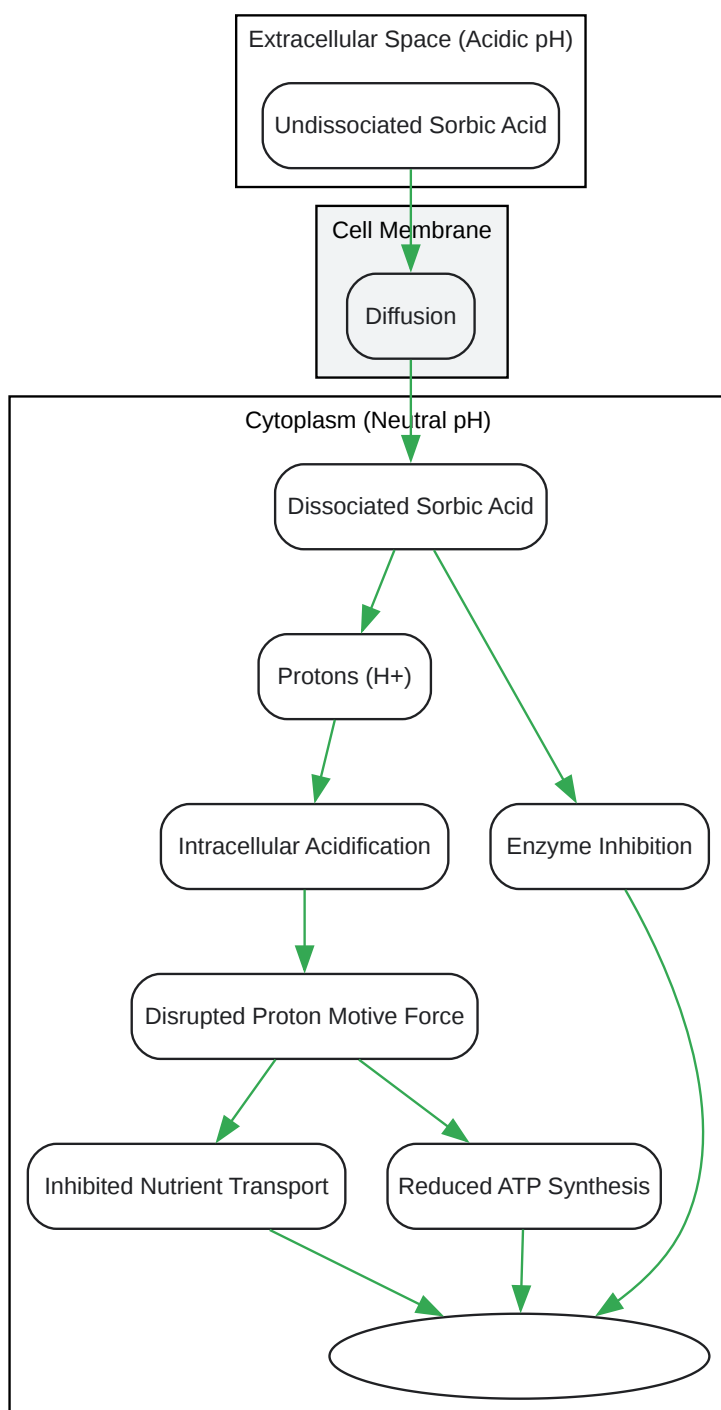 Extracellular Space (Acidic pH)
Undissociated Sorbic Acid
Cell Membrane
Diffusion
Cytoplasm (Neutral pH)
Dissociated Sorbic Acid
Protons (H+)
Intracellular Acidification
Enzyme Inhibition
Disrupted Proton Motive Force
Inhibited Nutrient Transport
Reduced ATP Synthesis